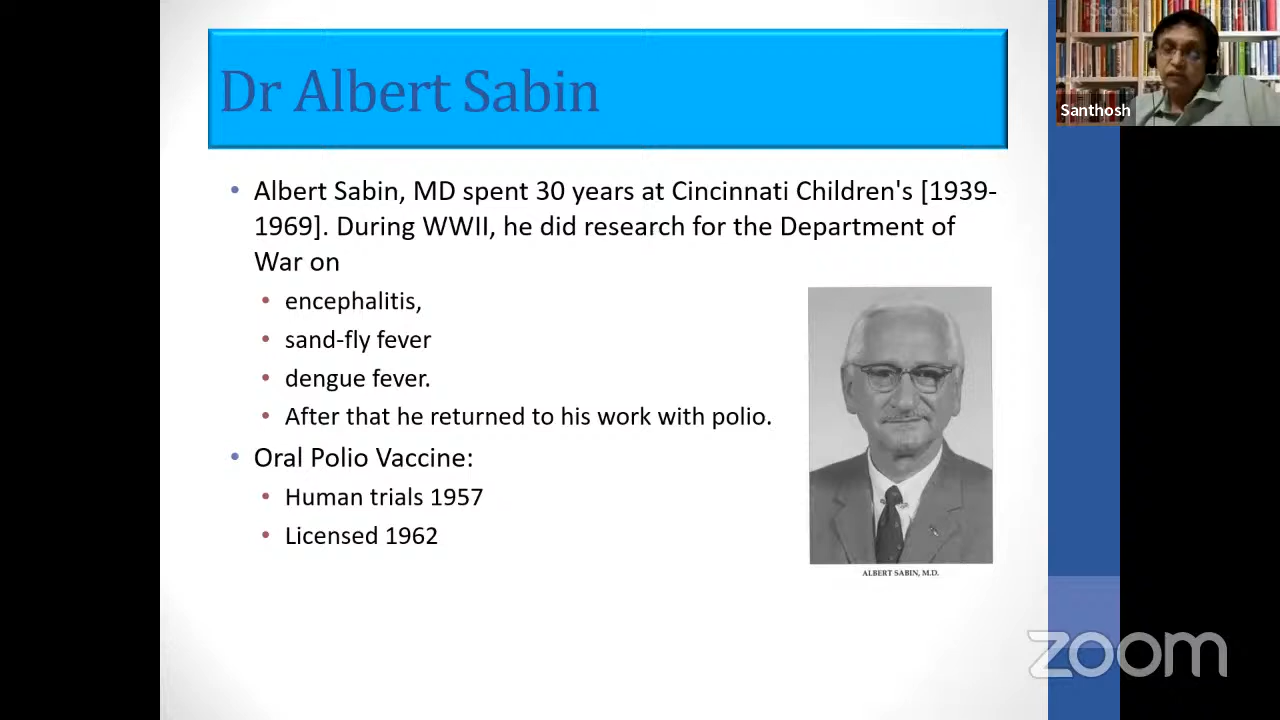 Dr Albert Sabin
• Albert Sabin, MD spent 30 years at Cincinnati Children's [1939-
1969]. During WWII, he did research for the Department of
War on
• encephalitis,
• sand-fly fever
• dengue fever.
• After that he returned to his work with polio.
• Oral Polio Vaccine:
• Human trials 1957
• Licensed 1962
ALBERT SABIN, M.D.
iStock
Santhosh
zoom